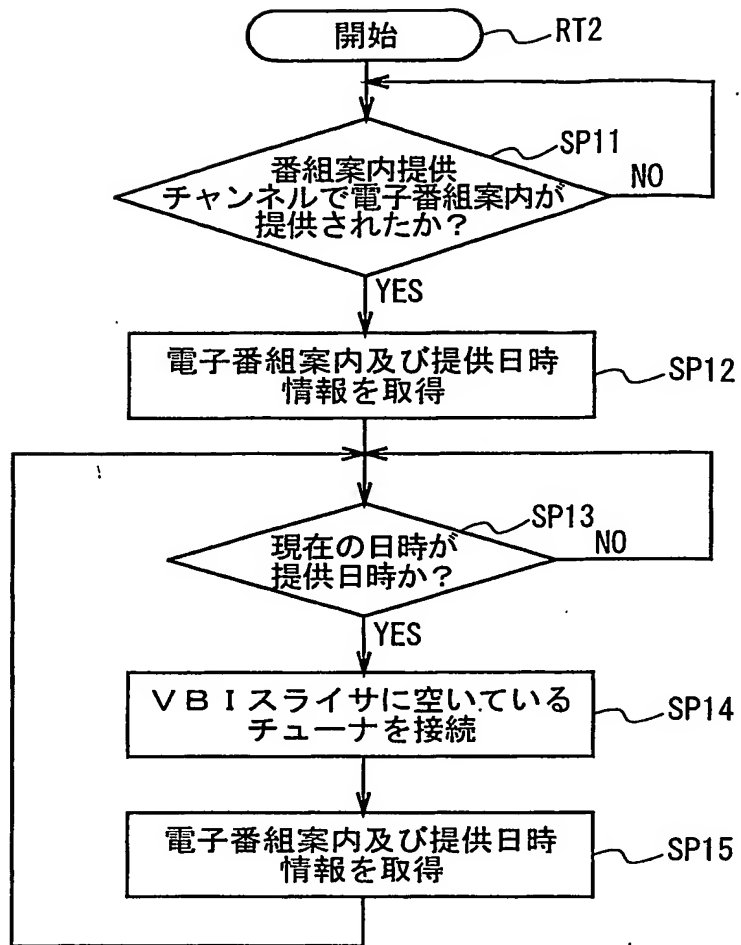 開始
RT2
SP11
番組案内提供
チャンネルで電子番組案内が
提供されたか？
NO
YES
電子番組案内及び提供日時
情報を取得
SP12
SP13
現在の日時が
提供日時か？
NO
YES
ＶＢＩスライサに空いている
チューナを接続
SP14
電子番組案内及び提供日時
情報を取得
SP15